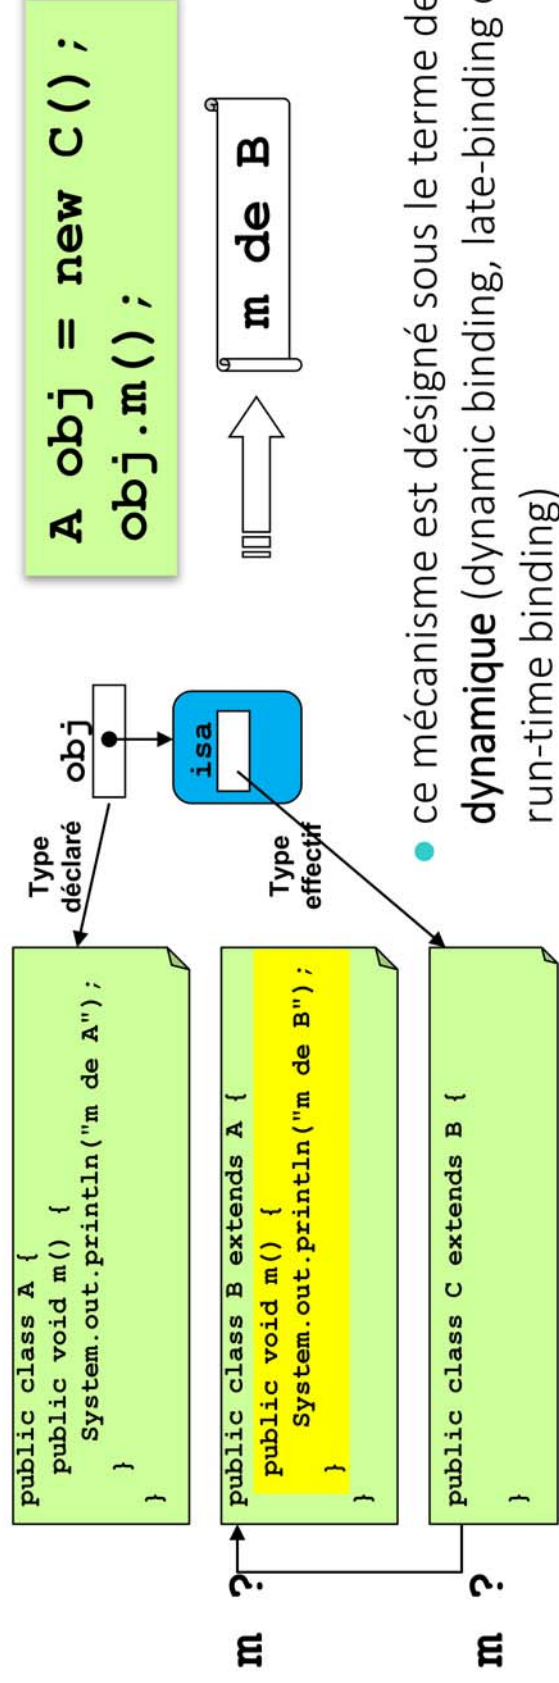 public class A {
public void m() {
System.out.println("m de A");
}
}
m ?
public class B extends A {
public void m() {
System.out.println("m de B");
}
}
m ?
public class C extends B {
}
Type
déclaré
obj
isa
Type
effectif
A obj = new C();
obj.m();
m de B
• ce mécanisme est désigné sous le terme de
dynamique (dynamic binding, late-binding
run-time binding)